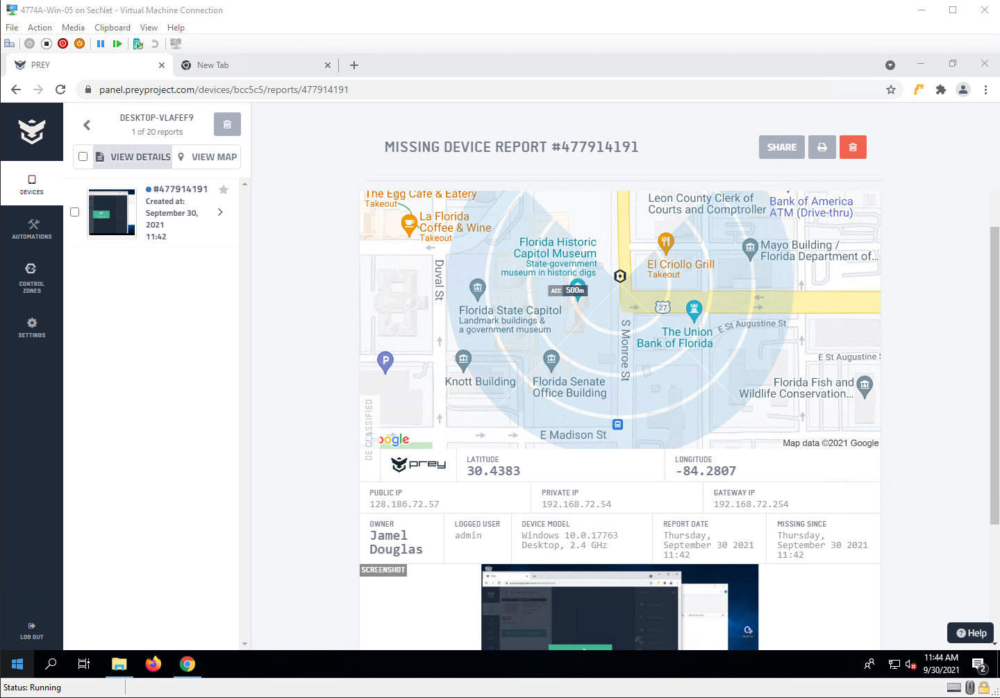 4774A-Win-05 on SecNet - Virtual Machine Connection
File Action Media Clipboard View Help
PREY
New Tab
panel.preyproject.com/devices/bcc5c5/reports/477914191
DESKTOP-VLAFEF9
1 of 20 reports
VIEW DETAILS
VIEW MAP
#477914191
Created at:
September 30,
2021
11:42
DEVICES
AUTOMATIONS
CONTROL
ZONES
SETTINGS
LOG OUT
MISSING DEVICE REPORT #477914191
SHARE
The Egg Cafe & Eatery
Takeout
La Florida
Coffee & Wine
Takeout
Leon County Clerk of
Courts and Comptroller
Bank of America
ATM (Drive-thru)
Florida Historic
Capitol Museum
State-government
museum in historic digs
El Criollo Grill
Takeout
Mayo Building /
Florida Department of...
Duval St
ACC 500m
Florida State Capitol
Landmark buildings &
a government museum
27
The Union
Bank of Florida
E St Augustine St
S Monroe St
E St Augustine S
P
Knott Building
Florida Senate
Office Building
Florida Fish and
Wildlife Conservation...
E Madison St
DECLASSIFIED
Google
Map data ©2021 Google
prey
LATITUDE
30.4383
LONGITUDE
-84.2807
PUBLIC IP
128.186.72.57
PRIVATE IP
192.168.72.54
GATEWAY IP
192.168.72.254
OWNER
Jamel
Douglas
LOGGED USER
admin
DEVICE MODEL
Windows 10.0.17763
Desktop, 2.4 GHz
REPORT DATE
Thursday,
September 30 2021
11:42
MISSING SINCE
Thursday,
September 30 2021
11:42
SCREENSHOT
Help
11:44 AM
9/30/2021
2
Status: Running